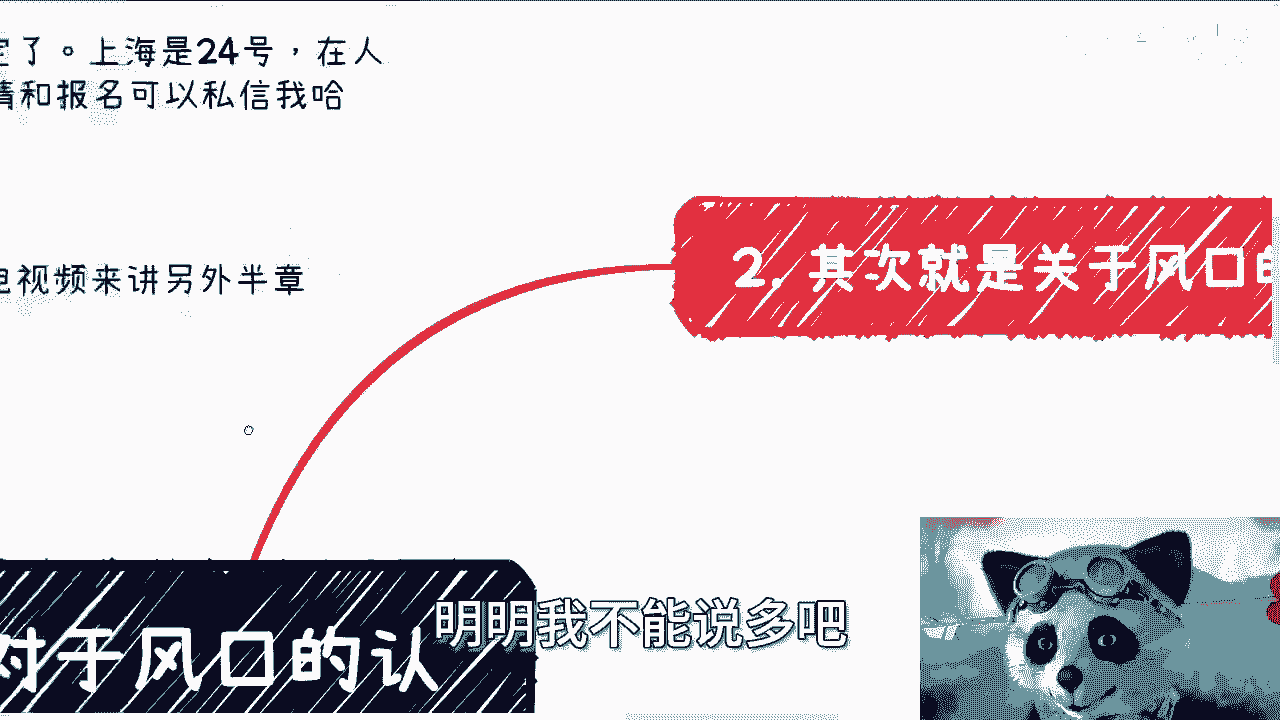 定了。上海是24号，在人
情和报名可以私信我哈
2. 其次就是关于风口的
电视频来讲另外半章
对于风口的认
明明我不能说多吧